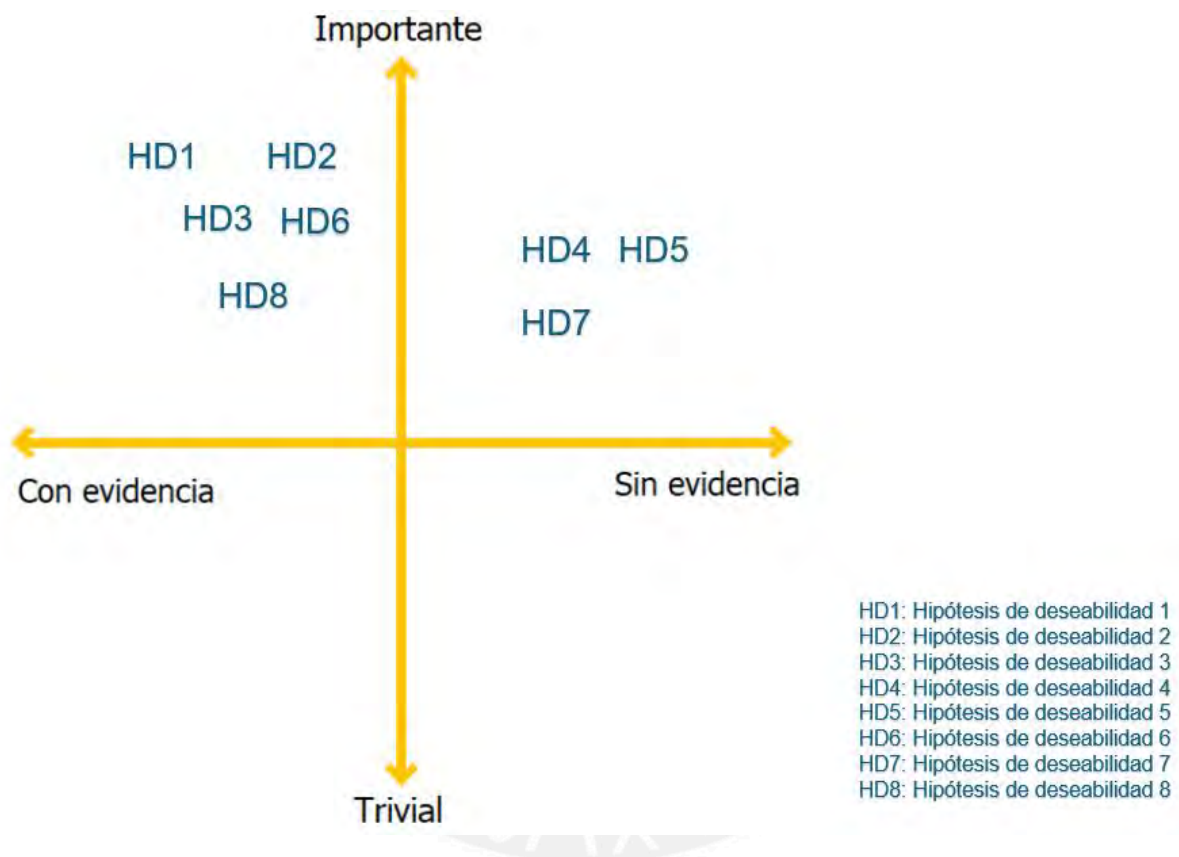 Importante
HD1 HD2
HD3 HD6
HD4 HD5
HD8
HD7
Con evidencia
Sin evidencia
HD1: Hipótesis de deseabilidad 1
HD2: Hipótesis de deseabilidad 2
HD3: Hipótesis de deseabilidad 3
HD4: Hipótesis de deseabilidad 4
HD5: Hipótesis de deseabilidad 5
HD6: Hipótesis de deseabilidad 6
HD7: Hipótesis de deseabilidad 7
HD8: Hipótesis de deseabilidad 8
Trivial